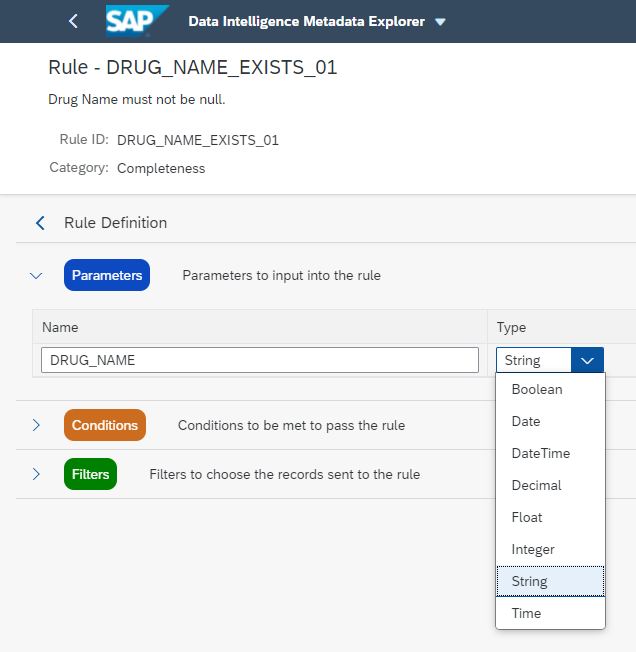 SAP Data Intelligence Metadata Explorer
Rule - DRUG_NAME_EXISTS_01
Drug Name must not be null.
Rule ID: DRUG_NAME_EXISTS_01
Category: Completeness
Rule Definition
Parameters Parameters to input into the rule
Name Type
DRUG_NAME String
Boolean
Date
DateTime
Decimal
Float
Integer
String
Time
Conditions Conditions to be met to pass the rule
Filters Filters to choose the records sent to the rule